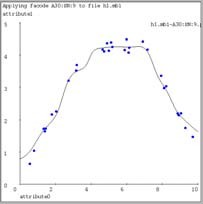 Applying facode A30:SN:9 to file h1.mbl
attribute1
h1.mbl-A30:SN:9.p
5
4
3
2
1
0
0 2 4 6 8 10
attribute0